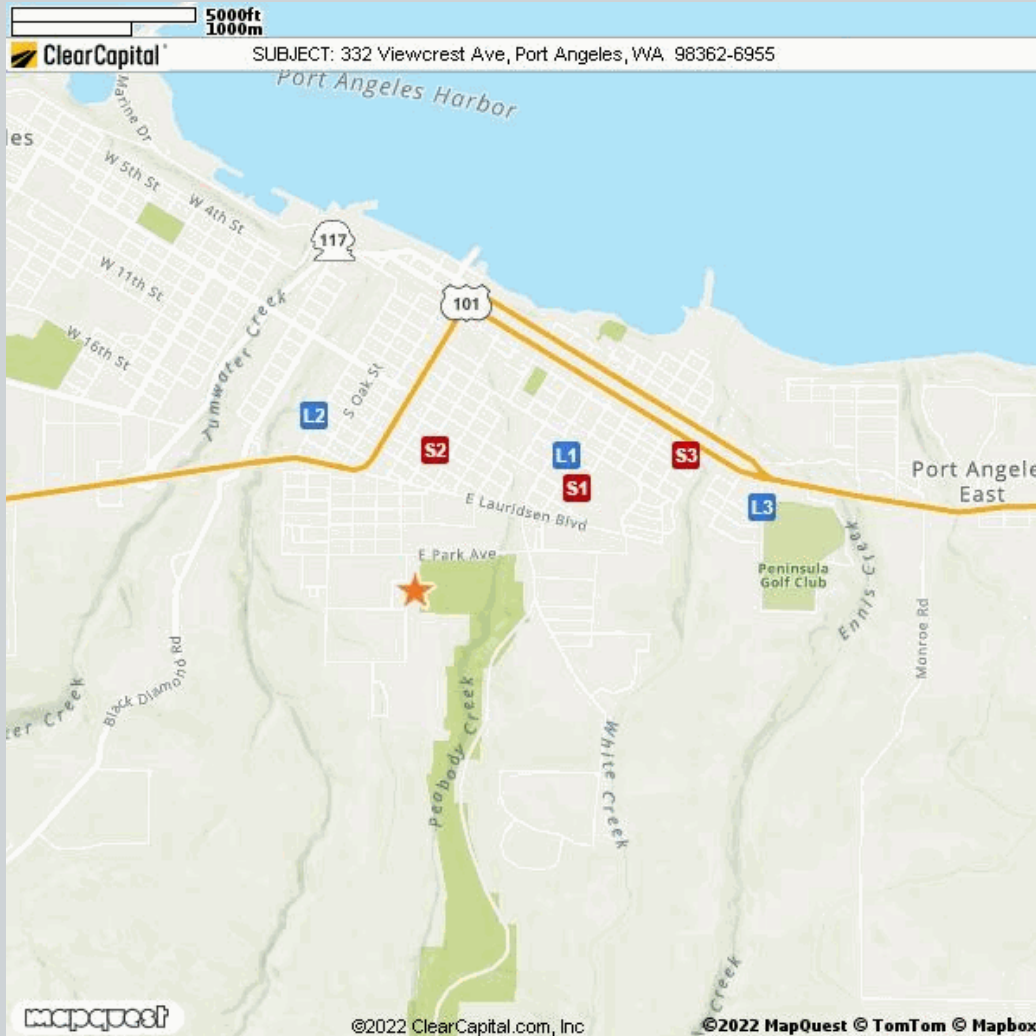 5000ft
1000m
ClearCapital
SUBJECT: 332 Viewcrest Ave, Port Angeles, WA 98362-6955
Port Angeles Harbor
Marine Dr
les
W 5th St
W 4th St
117
W 11th St
101
W 16th St
Tumwater Creek
S Oak St
L2
S2
L1
S3
S1
Port Angele
East
L3
E Lauridsen Blvd
E Park Ave
Peninsula
Golf Club
Ennis Creek
Monroe Rd
Black Diamond Rd
ter Creek
Peabody Creek
White Creek
Creek
mapquest
©2022 ClearCapital.com, Inc
©2022 MapQuest © TomTom © Mapbox